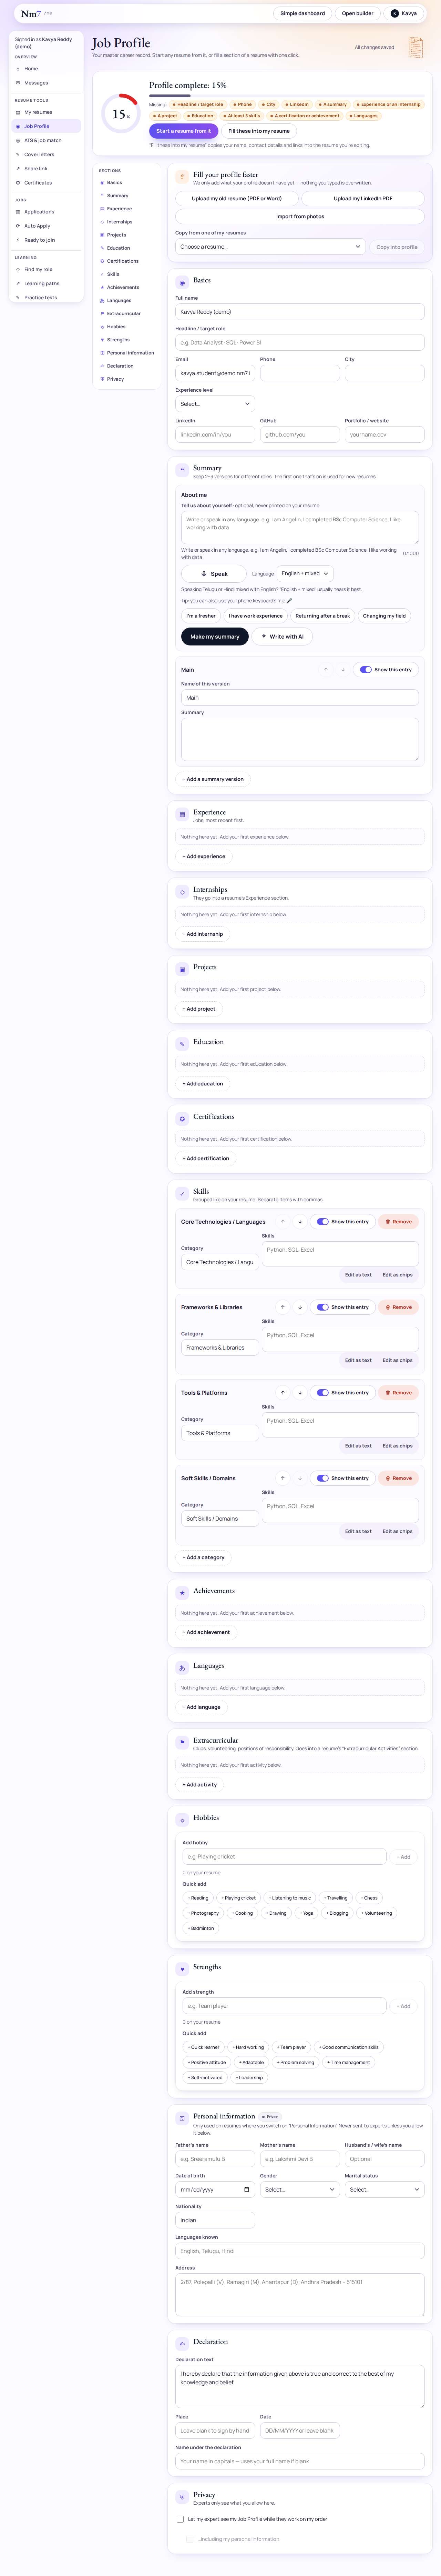 Nm7 / me
Simple dashboard
Open builder
K Kavya
Signed in as Kavya Reddy (demo)
OVERVIEW
Home
Messages
RESUME TOOLS
My resumes
Job Profile
ATS & job match
Cover letters
Share link
Certificates
JOBS
Applications
Auto Apply
Ready to join
LEARNING
Find my role
Learning paths
Practice tests
Job Profile
Your master career record. Start any resume from it, or fill a section of a resume with one click.
All changes saved
15 %
Profile complete: 15%
Missing:
Headline / target role
Phone
City
LinkedIn
A summary
Experience or an internship
A project
Education
At least 5 skills
A certification or achievement
Languages
Start a resume from it
Fill these into my resume
"Fill these into my resume" copies your name, contact details and links into the resume you're editing.
SECTIONS
Basics
Summary
Experience
Internships
Projects
Education
Certifications
Skills
Achievements
Languages
Extracurricular
Hobbies
Strengths
Personal information
Declaration
Privacy
Fill your profile faster
We only add what your profile doesn't have yet — nothing you typed is overwritten.
Upload my old resume (PDF or Word)
Upload my LinkedIn PDF
Import from photos
Copy from one of my resumes
Choose a resume...
Copy into profile
Basics
Full name
Kavya Reddy (demo)
Headline / target role
e.g. Data Analyst · SQL · Power BI
Email
Phone
City
kavya.student@demo.nm7.i
Experience level
Select...
LinkedIn
GitHub
Portfolio / website
linkedin.com/in/you
github.com/you
yourname.dev
Summary
Keep 2–3 versions for different roles. The first one that's on is used for new resumes.
About me
Tell us about yourself · optional, never printed on your resume
Write or speak in any language. e.g. I am Angelin, I completed BSc Computer Science, I like working with data
Write or speak in any language. e.g. I am Angelin, I completed BSc Computer Science, I like working with data
0/1000
Speak
Language
English + mixed
Speaking Telugu or Hindi mixed with English? "English + mixed" usually hears it best.
Tip: you can also use your phone keyboard's mic 🎤
I'm a fresher
I have work experience
Returning after a break
Changing my field
Make my summary
Write with AI
Main
↑
↓
Show this entry
Name of this version
Main
Summary
+ Add a summary version
Experience
Jobs, most recent first.
Nothing here yet. Add your first experience below.
+ Add experience
Internships
They go into a resume's Experience section.
Nothing here yet. Add your first internship below.
+ Add internship
Projects
Nothing here yet. Add your first project below.
+ Add project
Education
Nothing here yet. Add your first education below.
+ Add education
Certifications
Nothing here yet. Add your first certification below.
+ Add certification
Skills
Grouped like on your resume. Separate items with commas.
Core Technologies / Languages
↑
↓
Show this entry
Remove
Skills
Category
Python, SQL, Excel
Core Technologies / Langu
Edit as text
Edit as chips
Frameworks & Libraries
↑
↓
Show this entry
Remove
Skills
Category
Python, SQL, Excel
Frameworks & Libraries
Edit as text
Edit as chips
Tools & Platforms
↑
↓
Show this entry
Remove
Skills
Category
Python, SQL, Excel
Tools & Platforms
Edit as text
Edit as chips
Soft Skills / Domains
↑
↓
Show this entry
Remove
Skills
Category
Python, SQL, Excel
Soft Skills / Domains
Edit as text
Edit as chips
+ Add a category
Achievements
Nothing here yet. Add your first achievement below.
+ Add achievement
あ
Languages
Nothing here yet. Add your first language below.
+ Add language
Extracurricular
Clubs, volunteering, positions of responsibility. Goes into a resume's "Extracurricular Activities" section.
Nothing here yet. Add your first activity below.
+ Add activity
Hobbies
Add hobby
e.g. Playing cricket
+ Add
0 on your resume
Quick add
+ Reading
+ Playing cricket
+ Listening to music
+ Travelling
+ Chess
+ Photography
+ Cooking
+ Drawing
+ Yoga
+ Blogging
+ Volunteering
+ Badminton
Strengths
Add strength
e.g. Team player
+ Add
0 on your resume
Quick add
+ Quick learner
+ Hard working
+ Team player
+ Good communication skills
+ Positive attitude
+ Adaptable
+ Problem solving
+ Time management
+ Self-motivated
+ Leadership
Personal information
Private
Only used on resumes where you switch on "Personal Information". Never sent to experts unless you allow it below.
Father's name
Mother's name
Husband's / wife's name
e.g. Sreeramulu B
e.g. Lakshmi Devi B
Optional
Date of birth
Gender
Marital status
mm/dd/yyyy
Select...
Select...
Nationality
Indian
Languages known
English, Telugu, Hindi
Address
2/87, Polepalli (V), Ramagiri (M), Anantapur (D), Andhra Pradesh – 515101
Declaration
Declaration text
I hereby declare that the information given above is true and correct to the best of my knowledge and belief.
Place
Date
Leave blank to sign by hand
DD/MM/YYYY or leave blank
Name under the declaration
Your name in capitals — uses your full name if blank
Privacy
Experts only see what you allow here.
Let my expert see my Job Profile while they work on my order
...including my personal information